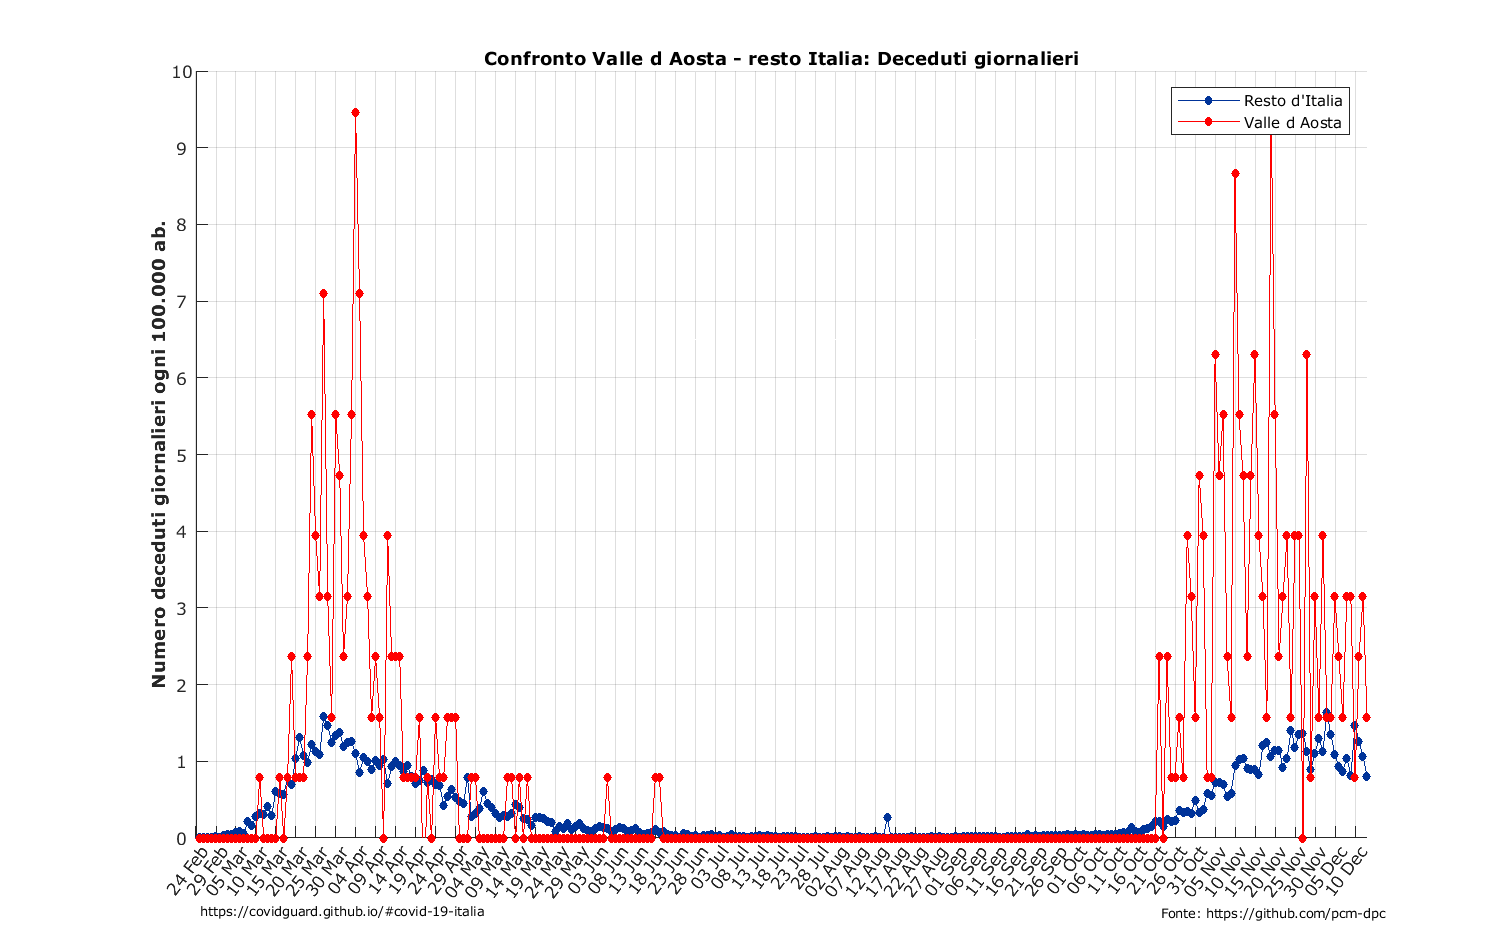 Confronto Valle d Aosta - resto Italia: Deceduti giornalieri
Numero deceduti giornalieri ogni 100.000 ab.
10
9
8
7
6
5
4
3
2
1
0
Resto d'Italia
Valle d Aosta
24 Feb
29 Feb
05 Mar
10 Mar
15 Mar
20 Mar
25 Mar
30 Mar
04 Apr
09 Apr
14 Apr
19 Apr
24 Apr
29 Apr
04 May
09 May
14 May
19 May
24 May
29 May
03 Jun
08 Jun
13 Jun
18 Jun
23 Jun
28 Jun
03 Jul
08 Jul
13 Jul
18 Jul
23 Jul
28 Jul
02 Aug
07 Aug
12 Aug
17 Aug
22 Aug
27 Aug
01 Sep
06 Sep
11 Sep
16 Sep
21 Sep
26 Sep
01 Oct
06 Oct
11 Oct
16 Oct
21 Oct
26 Oct
31 Oct
05 Nov
10 Nov
15 Nov
20 Nov
25 Nov
30 Nov
05 Dec
10 Dec
https://covidguard.github.io/#covid-19-italia
Fonte: https://github.com/pcm-dpc